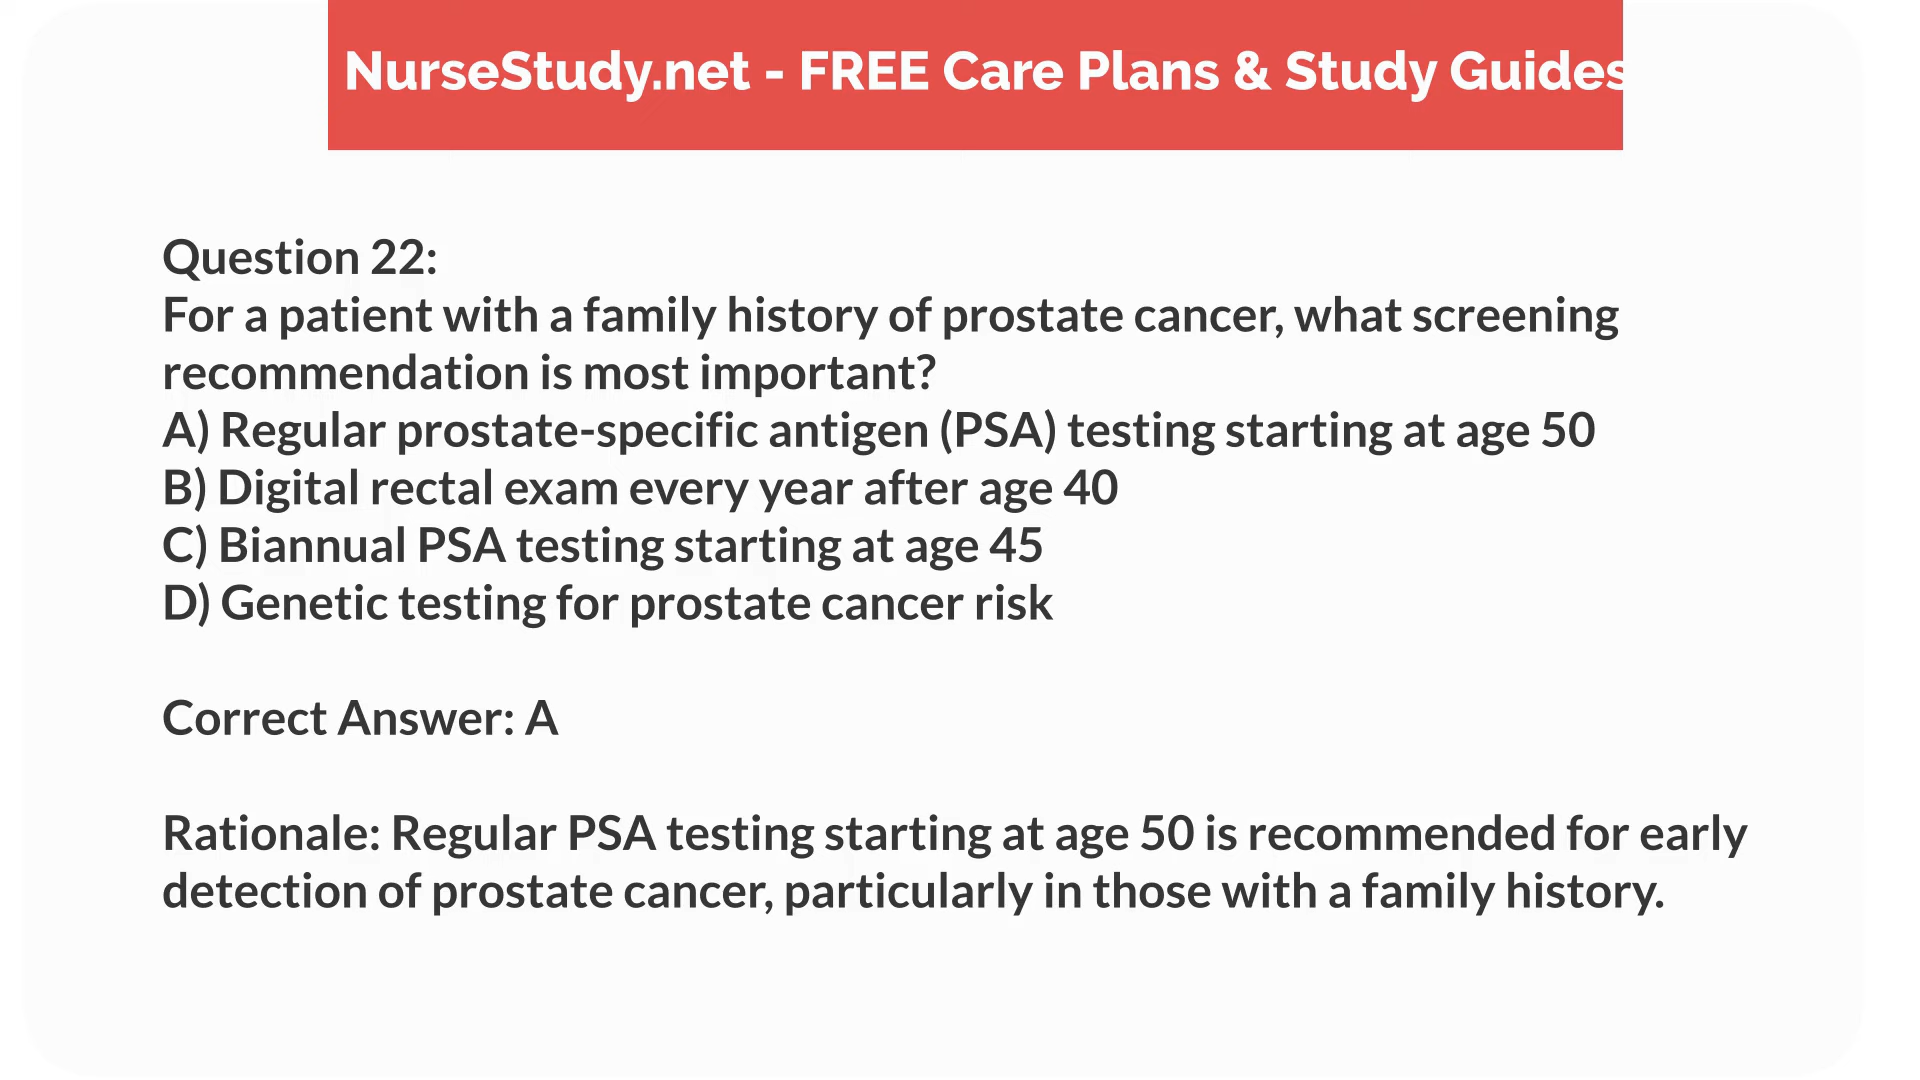 NurseStudy.net - FREE Care Plans & Study Guides
Question 22:
For a patient with a family history of prostate cancer, what screening
recommendation is most important?
A) Regular prostate-specific antigen (PSA) testing starting at age 50
B) Digital rectal exam every year after age 40
C) Biannual PSA testing starting at age 45
D) Genetic testing for prostate cancer risk
Correct Answer: A
Rationale: Regular PSA testing starting at age 50 is recommended for early
detection of prostate cancer, particularly in those with a family history.